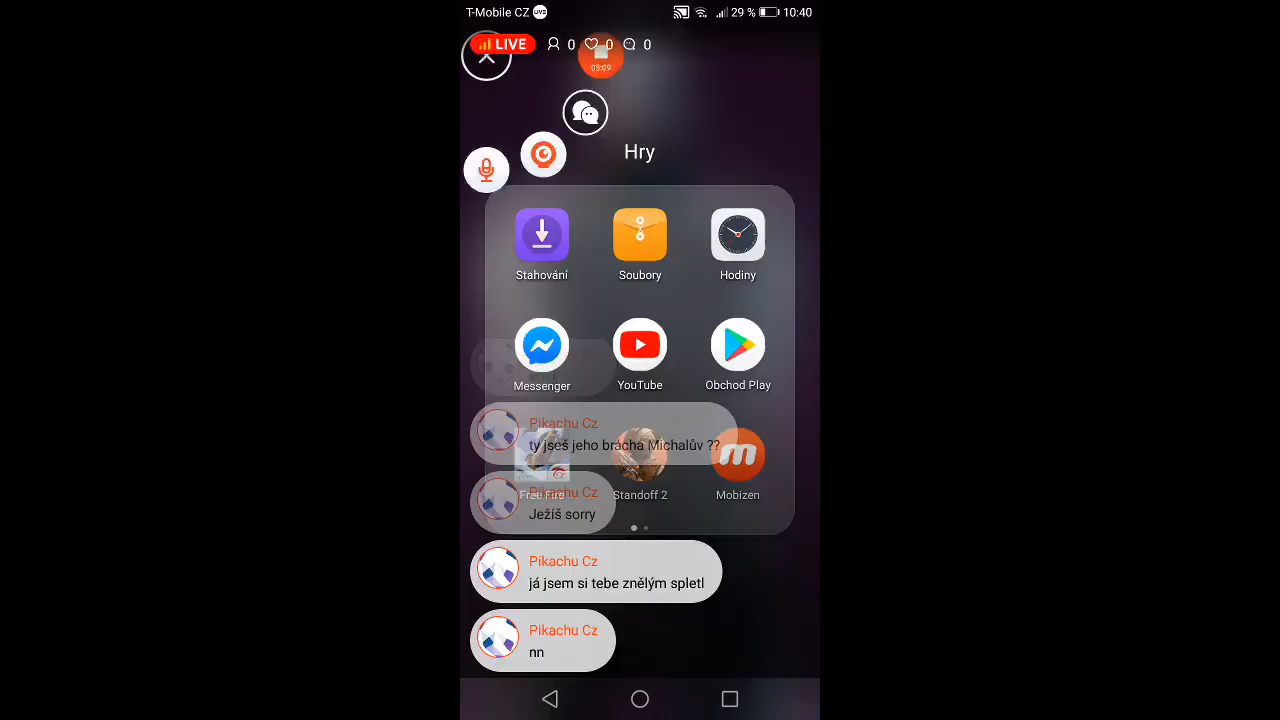 T-Mobile CZ LIVE 29 % 10:40
LIVE 0 0 0
05:09
Hry
Stahování Soubory Hodiny
Messenger YouTube Obchod Play
Pikachu Cz
ty jseš jeho brácha Michalův ??
Free Fire Standoff 2 Mobizen
Pikachu Cz
Ježíš sorry
Pikachu Cz
já jsem si tebe znělým spletl
Pikachu Cz
nn